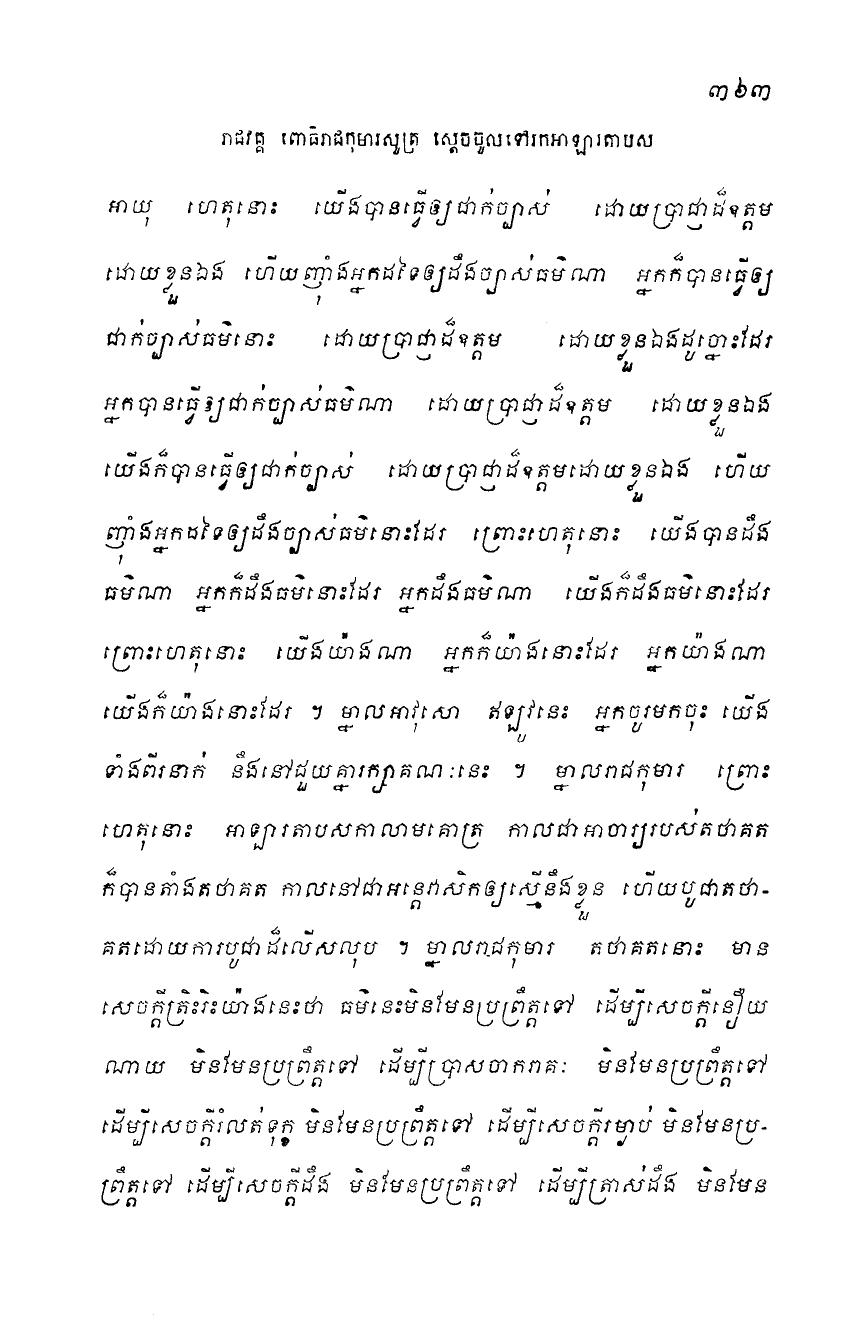 ៣៦៣
រាជវគ្គ ពោធិរាជកុមារសូត្រ ស្តេចចូលទៅរកអាឡារតាបស
អាយុ ហេតុនោះ យើងបានធ្វើឲ្យជាក់ច្បាស់ ដោយប្រាជ្ញាដ៏ឧត្តម
ដោយខ្លួនឯង ហើយញុំាងអ្នកដទៃឲ្យដឹងច្បាស់ធម៌ណា អ្នកក៏បានធ្វើឲ្យ
ជាក់ច្បាស់ធម៌នោះ ដោយប្រាជ្ញាដ៏ឧត្តម ដោយខ្លួនឯងដូច្នោះដែរ
អ្នកបានធ្វើឲ្យជាក់ច្បាស់ធម៌ណា ដោយប្រាជ្ញាដ៏ឧត្តម ដោយខ្លួនឯង
យើងក៏បានធ្វើឲ្យជាក់ច្បាស់ ដោយប្រាជ្ញាដ៏ឧត្តមដោយខ្លួនឯង ហើយ
ញុំាងអ្នកដទៃឲ្យដឹងច្បាស់ធម៌នោះដែរ ព្រោះហេតុនោះ យើងបានដឹង
ធម៌ណា អ្នកក៏ដឹងធម៌នោះដែរ អ្នកដឹងធម៌ណា យើងក៏ដឹងធម៌នោះដែរ
ព្រោះហេតុនោះ យើងយ៉ាងណា អ្នកក៏យ៉ាងនោះដែរ អ្នកយ៉ាងណា
យើងក៏យ៉ាងនោះដែរ ។ ម្នាលអាវុសោ ឥឡូវនេះ អ្នកចូរមកចុះ យើង
ទាំងពីរនាក់ នឹងនៅជួយគ្នារក្សាគណៈនេះ ។ ម្នាលរាជកុមារ ព្រោះ
ហេតុនោះ អាឡារតាបសកាលាមគោត្រ កាលជាអាចារ្យរបស់តថាគត
ក៏បានតាំងតថាគត កាលនៅជាអន្តេវាសិកឲ្យស្មើនឹងខ្លួន ហើយបូជាតថា-
គតដោយការបូជាដ៏លើសលុប ។ ម្នាលរាជកុមារ តថាគតនោះ មាន
សេចក្តីត្រិះរិះយ៉ាងនេះថា ធម៌នេះមិនមែនប្រព្រឹត្តទៅ ដើម្បីសេចក្តីនឿយ
ណាយ មិនមែនប្រព្រឹត្តទៅ ដើម្បីប្រាសចាករាគៈ មិនមែនប្រព្រឹត្តទៅ
ដើម្បីសេចក្តីរំលត់ទុក្ខ មិនមែនប្រព្រឹត្តទៅ ដើម្បីសេចក្តីរម្ងាប់ មិនមែនប្រ-
ព្រឹត្តទៅ ដើម្បីសេចក្តីដឹង មិនមែនប្រព្រឹត្តទៅ ដើម្បីត្រាស់ដឹង មិនមែន